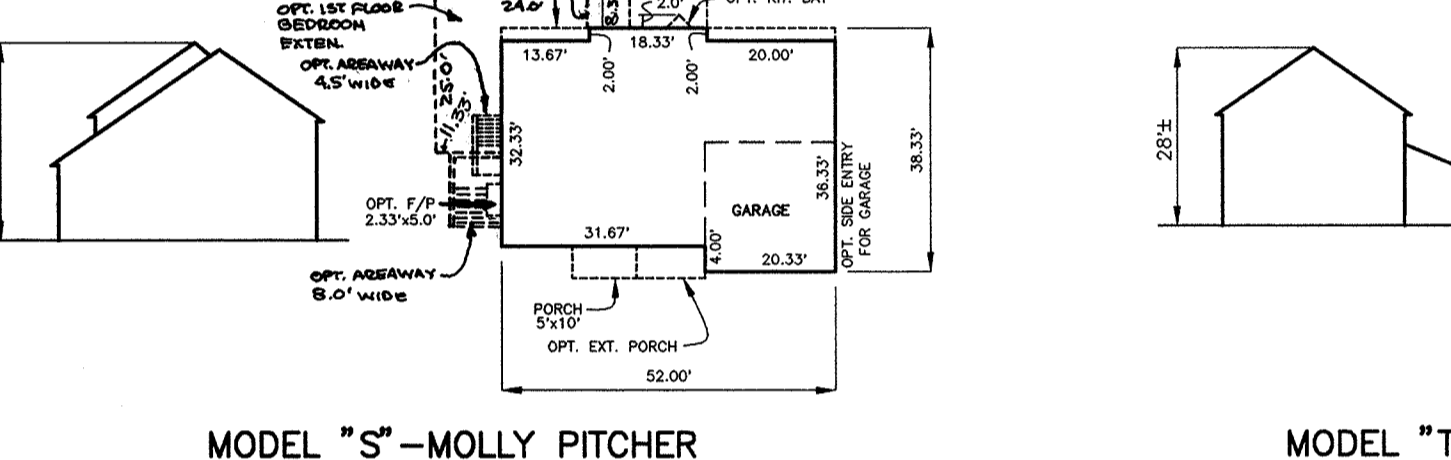 OPT. 1ST FLOOR
BEDROOM
EXTEN.
24.0'
2.0'
13.67'
18.33'
20.00'
OPT. AREAWAY
4.5' WIDE
25.0'
11.33'
2.00'
2.00'
32.33'
36.33'
38.33'
OPT. SIDE ENTRY
FOR GARAGE
28'±
OPT. F/P
2.33'x5.0'
GARAGE
31.67'
4.00'
20.33'
OPT. AREAWAY
8.0' WIDE
PORCH
5'x10'
OPT. EXT. PORCH
52.00'
MODEL "S"–MOLLY PITCHER
MODEL "T